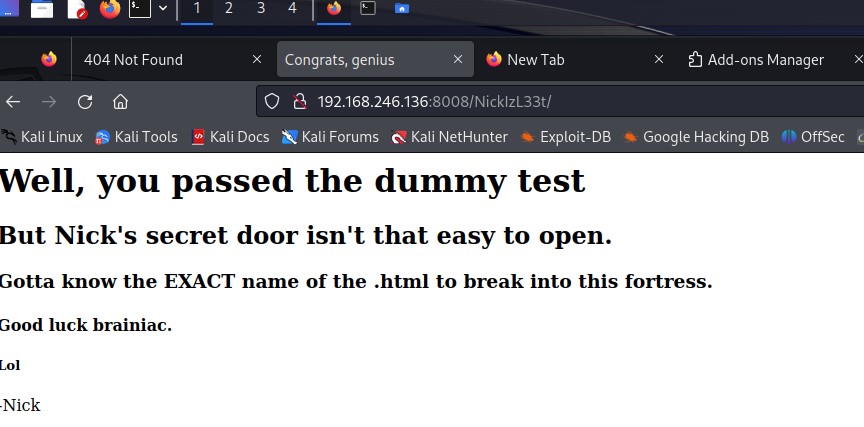 1 2 3 4
404 Not Found
Congrats, genius
New Tab
Add-ons Manager
192.168.246.136:8008/NickIzL33t/
Kali Linux Kali Tools Kali Docs Kali Forums Kali NetHunter Exploit-DB Google Hacking DB OffSec
Well, you passed the dummy test
But Nick's secret door isn't that easy to open.
Gotta know the EXACT name of the .html to break into this fortress.
Good luck brainiac.
Lol
-Nick